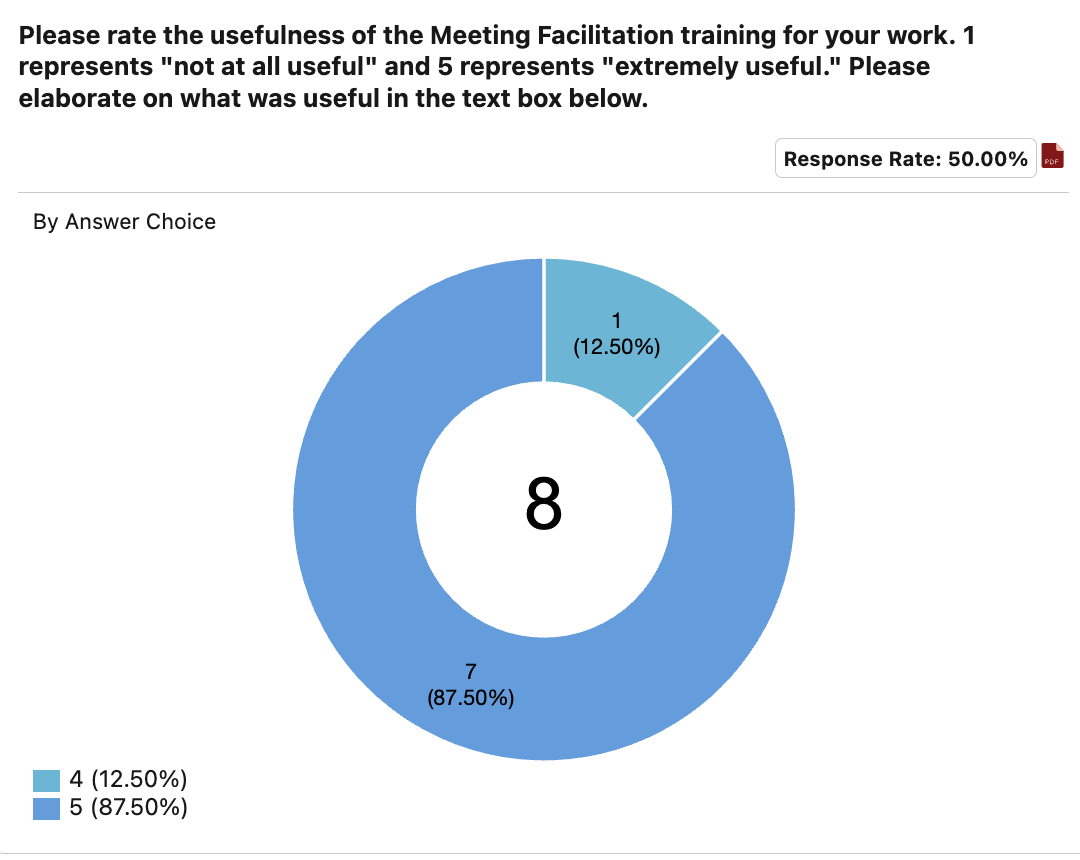 Please rate the usefulness of the Meeting Facilitation training for your work. 1
represents "not at all useful" and 5 represents "extremely useful." Please
elaborate on what was useful in the text box below.
Response Rate: 50.00%
PDF
By Answer Choice
1
(12.50%)
8
7
(87.50%)
4 (12.50%)
5 (87.50%)